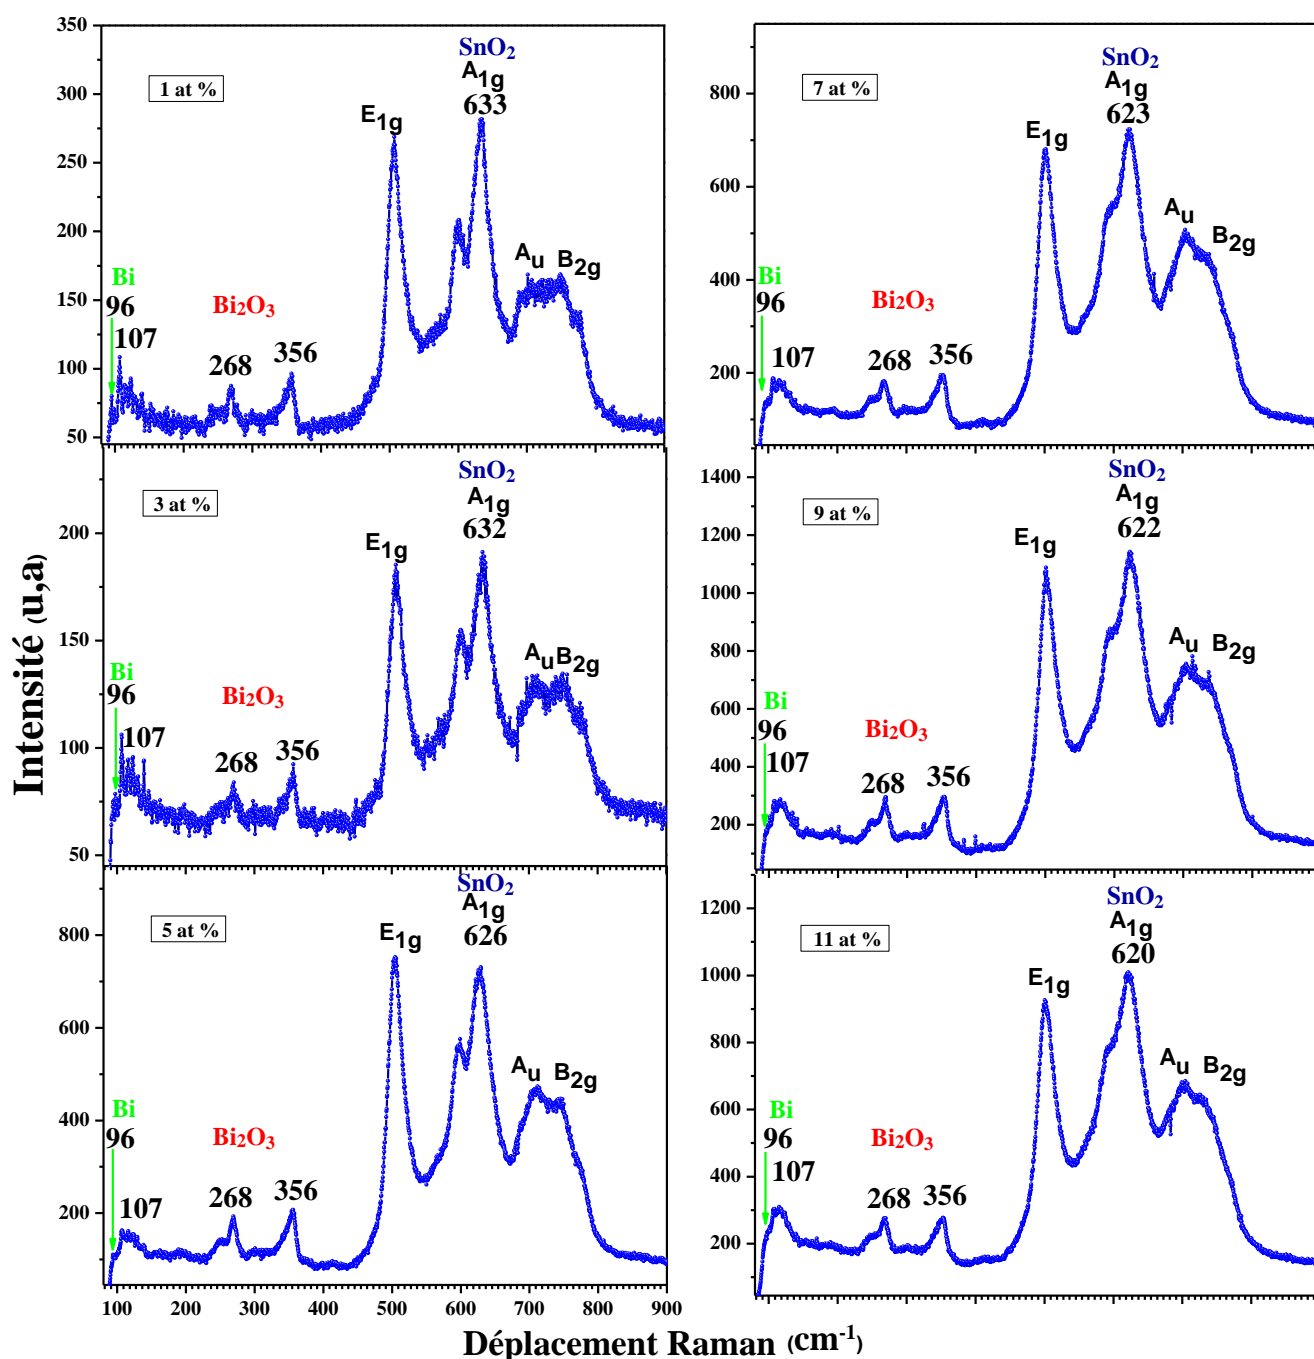 Intensité (u,a)
350
300
250
200
150
100
50
1 at %
SnO₂
A₁g
633
E₁g
Au
B₂g
Bi
96
107
Bi₂O₃
268
356
800
600
400
200
7 at %
SnO₂
A₁g
623
E₁g
Au
B₂g
Bi
96
107
Bi₂O₃
268
356
200
150
100
50
3 at %
SnO₂
A₁g
632
E₁g
Au
B₂g
Bi
96
107
Bi₂O₃
268
356
1400
1200
1000
800
600
400
200
9 at %
SnO₂
A₁g
622
E₁g
Au
B₂g
Bi
96
107
Bi₂O₃
268
356
800
600
400
200
5 at %
SnO₂
A₁g
626
E₁g
Au
B₂g
Bi
96
107
Bi₂O₃
268
356
100 200 300 400 500 600 700 800 900
1200
1000
800
600
400
200
11 at %
SnO₂
A₁g
620
E₁g
Au
B₂g
Bi
96
107
Bi₂O₃
268
356
Déplacement Raman (cm⁻¹)